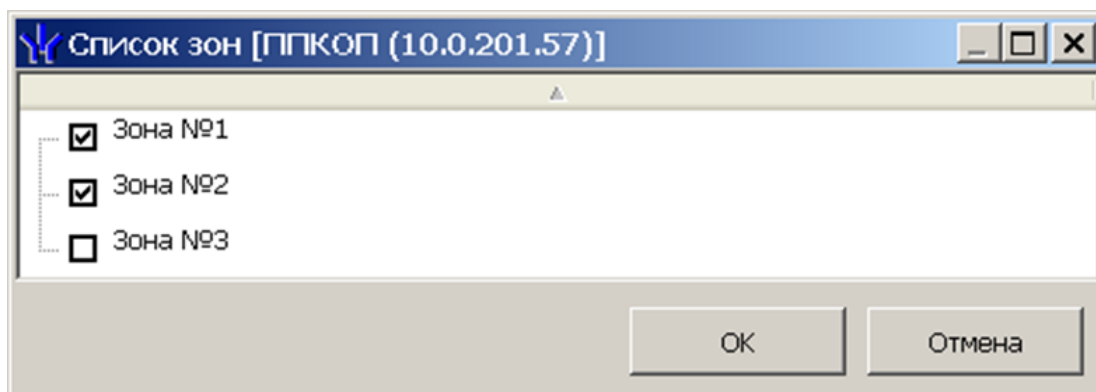 Список зон [ППКОП (10.0.201.57)]
Зона №1
Зона №2
Зона №3
OK
Отмена